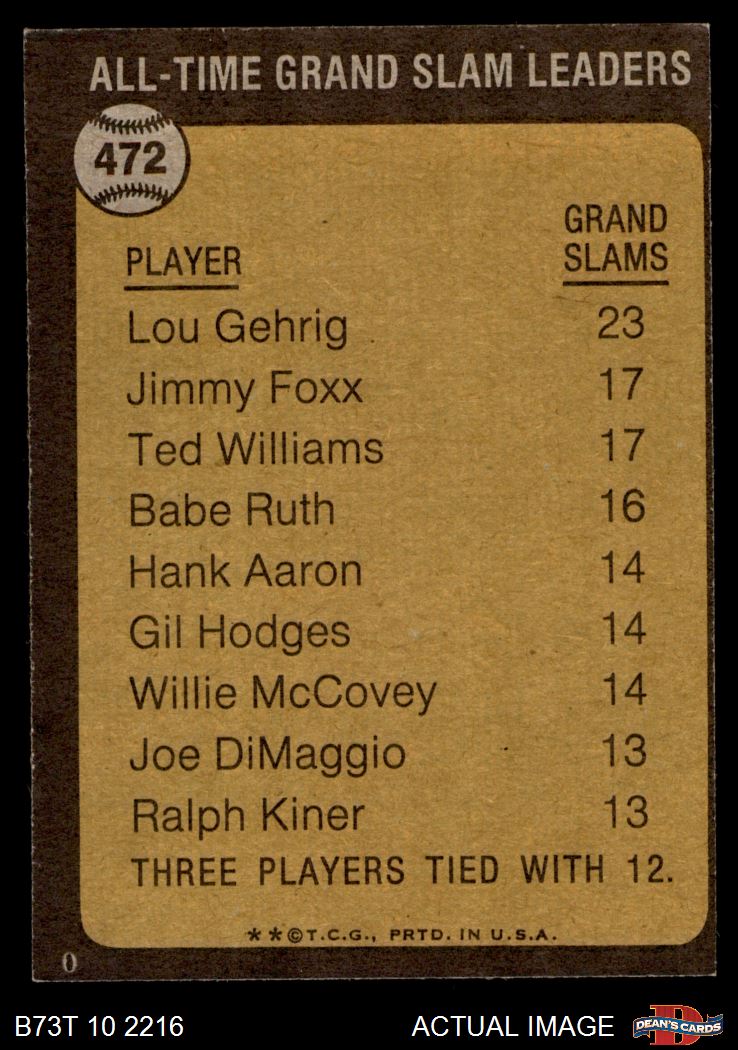 ALL-TIME GRAND SLAM LEADERS
472
GRAND
PLAYER SLAMS
Lou Gehrig 23
Jimmy Foxx 17
Ted Williams 17
Babe Ruth 16
Hank Aaron 14
Gil Hodges 14
Willie McCovey 14
Joe DiMaggio 13
Ralph Kiner 13
THREE PLAYERS TIED WITH 12.
**©T.C.G., PRTD. IN U.S.A.
0
B73T 10 2216 ACTUAL IMAGE D DEAN'S CARDS